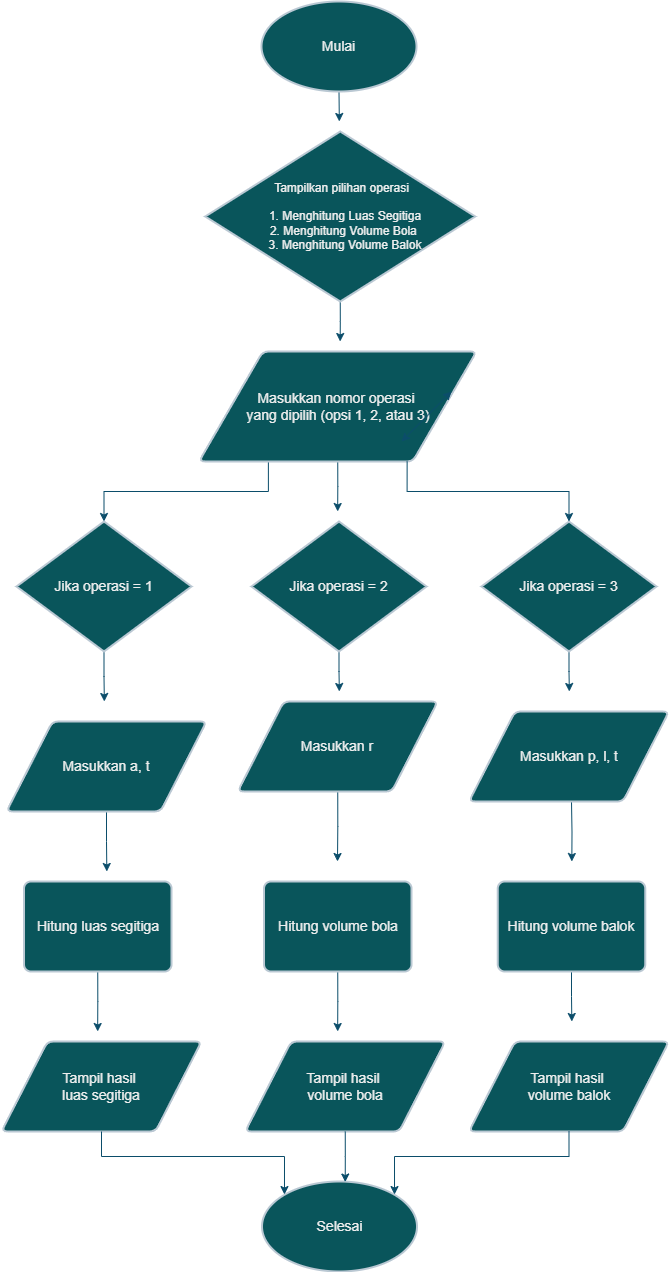 Mulai
Tampilkan pilihan operasi
1. Menghitung Luas Segitiga
2. Menghitung Volume Bola
3. Menghitung Volume Balok
Masukkan nomor operasi
yang dipilih (opsi 1, 2, atau 3)
Jika operasi = 1
Jika operasi = 2
Jika operasi = 3
Masukkan a, t
Masukkan r
Masukkan p, l, t
Hitung luas segitiga
Hitung volume bola
Hitung volume balok
Tampil hasil
luas segitiga
Tampil hasil
volume bola
Tampil hasil
volume balok
Selesai